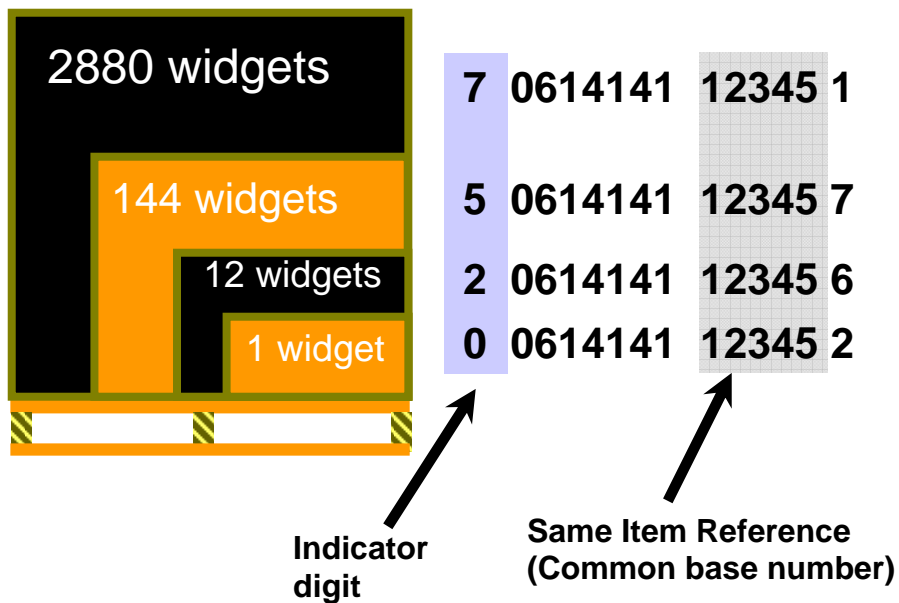 2880 widgets
7 0614141 12345 1
144 widgets
5 0614141 12345 7
12 widgets
2 0614141 12345 6
1 widget
0 0614141 12345 2
Indicator
digit
Same Item Reference
(Common base number)